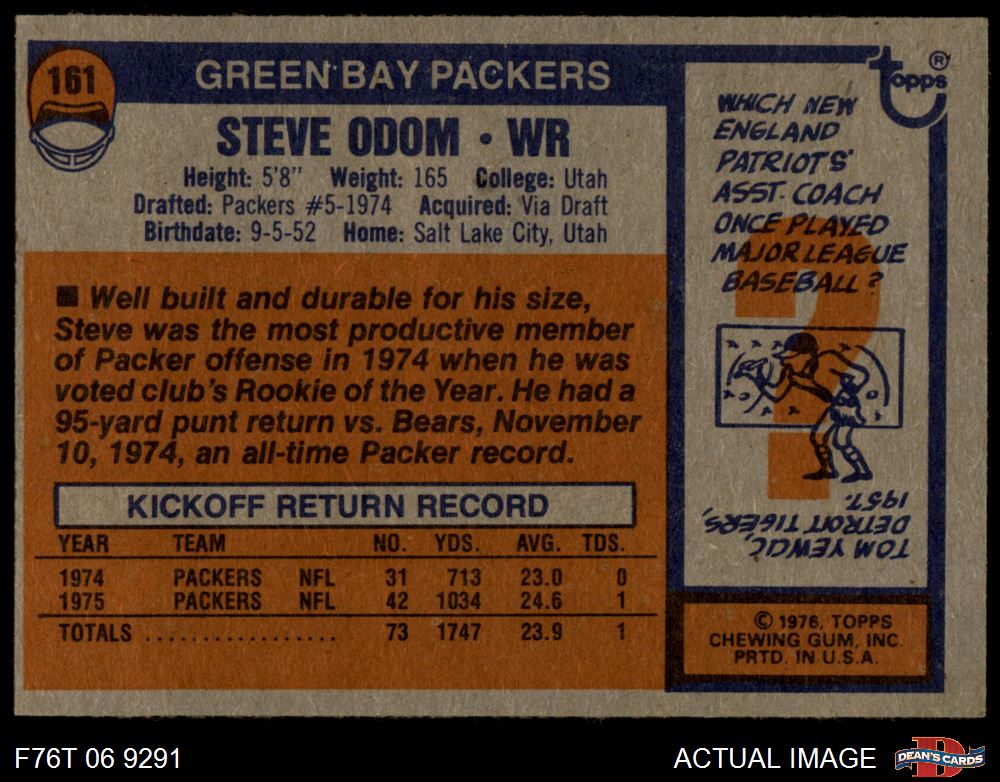 161
GREEN BAY PACKERS
STEVE ODOM • WR
Height: 5'8" Weight: 165 College: Utah
Drafted: Packers #5-1974 Acquired: Via Draft
Birthdate: 9-5-52 Home: Salt Lake City, Utah
■ Well built and durable for his size,
Steve was the most productive member
of Packer offense in 1974 when he was
voted club's Rookie of the Year. He had a
95-yard punt return vs. Bears, November
10, 1974, an all-time Packer record.
KICKOFF RETURN RECORD
YEAR TEAM NO. YDS. AVG. TDS.
1974 PACKERS NFL 31 713 23.0 0
1975 PACKERS NFL 42 1034 24.6 1
TOTALS ................. 73 1747 23.9 1
Topps®
WHICH NEW
ENGLAND
PATRIOTS'
ASST. COACH
ONCE PLAYED
MAJOR LEAGUE
BASEBALL?
?
TOM YEWCIC,
DETROIT TIGERS,
1957.
© 1976, TOPPS
CHEWING GUM, INC.
PRTD. IN U.S.A.
F76T 06 9291
ACTUAL IMAGE
D
DEAN'S CARDS